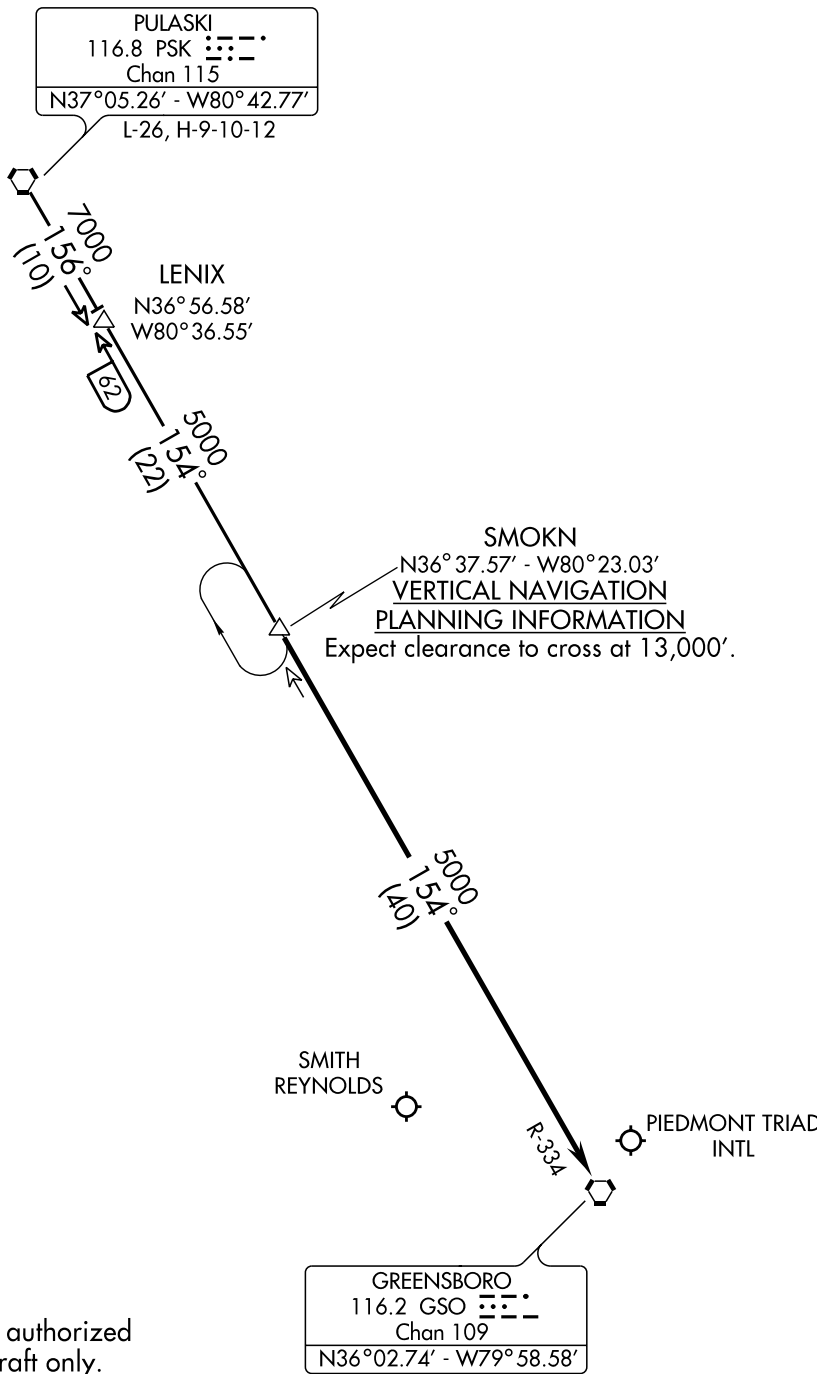 PULASKI
116.8 PSK
Chan 115
N37°05.26′ - W80°42.77′
L-26, H-9-10-12
7000
156°
(10)
LENIX
N36°56.58′
W80°36.55′
62
5000
154°
(22)
SMOKN
N36°37.57′ - W80°23.03′
VERTICAL NAVIGATION
PLANNING INFORMATION
Expect clearance to cross at 13,000′.
5000
154°
(40)
SMITH
REYNOLDS
R-334
PIEDMONT TRIAD
INTL
GREENSBORO
116.2 GSO
Chan 109
N36°02.74′ - W79°58.58′
authorized
raft only.